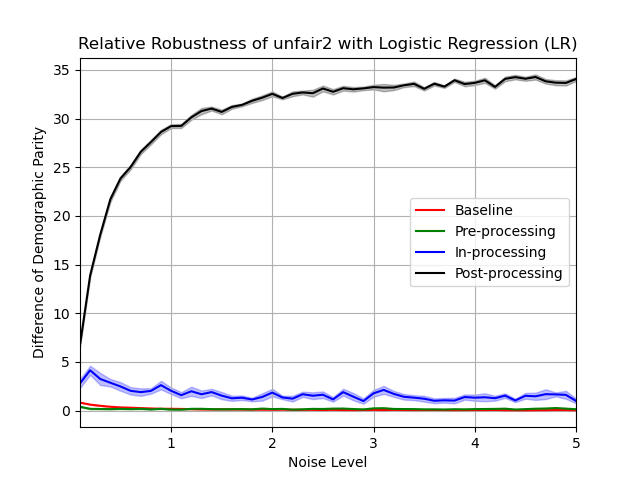 Relative Robustness of unfair2 with Logistic Regression (LR)
Difference of Demographic Parity
35
30
25
20
15
10
5
0
Baseline
Pre-processing
In-processing
Post-processing
1
2
3
4
5
Noise Level